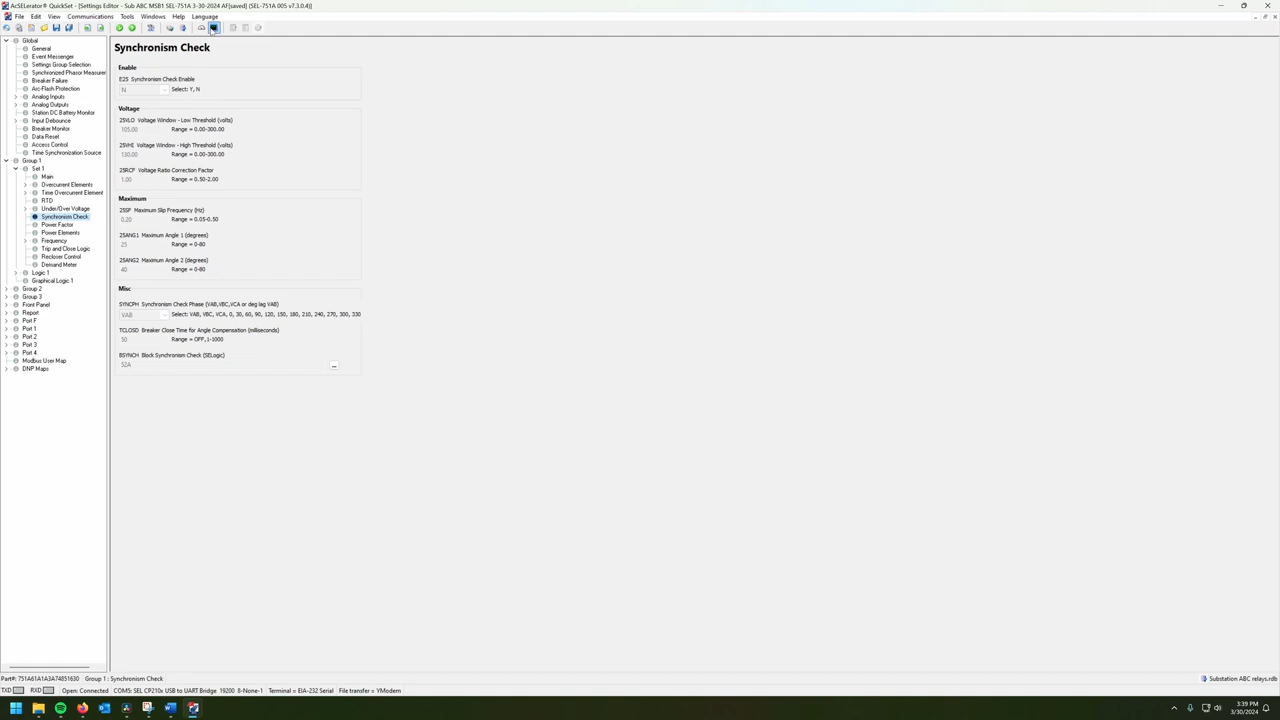 AcSELerator® QuickSet - [Settings Editor - Sub ABC MSB1 SEL-751A 3-30-2024 AF[saved] (SEL-751A 005 v7.3.0.4)]
File Edit View Communications Tools Windows Help Language
Global
General
Event Messenger
Settings Group Selection
Synchronized Phasor Measurer
Breaker Failure
Arc-Flash Protection
Analog Inputs
Analog Outputs
Station DC Battery Monitor
Input Debounce
Breaker Monitor
Data Reset
Access Control
Time Synchronization Source
Group 1
Set 1
Main
Overcurrent Elements
Time Overcurrent Element
RTD
Under/Over Voltage
Synchronism Check
Power Factor
Power Elements
Frequency
Trip and Close Logic
Recloser Control
Demand Meter
Logic 1
Graphical Logic 1
Group 2
Group 3
Front Panel
Report
Port F
Port 1
Port 2
Port 3
Port 4
Modbus User Map
DNP Maps
Synchronism Check
Enable
E25 Synchronism Check Enable
N Select: Y, N
Voltage
25VLO Voltage Window - Low Threshold (volts)
105.00 Range = 0.00-300.00
25VHI Voltage Window - High Threshold (volts)
130.00 Range = 0.00-300.00
25RCF Voltage Ratio Correction Factor
1.00 Range = 0.50-2.00
Maximum
25SF Maximum Slip Frequency (Hz)
0.20 Range = 0.05-0.50
25ANG1 Maximum Angle 1 (degrees)
25 Range = 0-80
25ANG2 Maximum Angle 2 (degrees)
40 Range = 0-80
Misc
SYNCPH Synchronism Check Phase (VAB,VBC,VCA or deg lag VAB)
VAB Select: VAB, VBC, VCA, 0, 30, 60, 90, 120, 150, 180, 210, 240, 270, 300, 330
TCLOSD Breaker Close Time for Angle Compensation (milliseconds)
50 Range = OFF,1-1000
BSYNCH Block Synchronism Check (SELogic)
52A ...
Part#: 751A61A1A3A74851630 Group 1 : Synchronism Check Substation ABC relays.rdb
TXD RXD Open: Connected COM5: SEL CP210x USB to UART Bridge 19200 8-None-1 Terminal = EIA-232 Serial File transfer = YModem
3:39 PM
3/30/2024